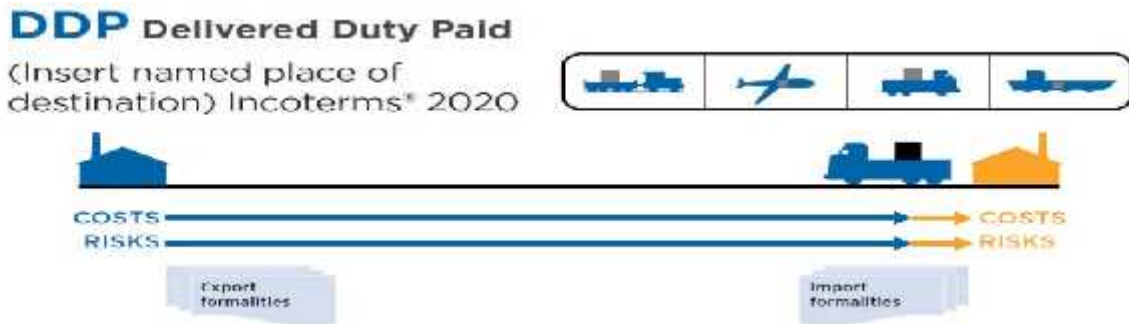 DDP Delivered Duty Paid
(Insert named place of
destination) Incoterms® 2020
COSTS
COSTS
RISKS
RISKS
Export
formalities
Import
formalities